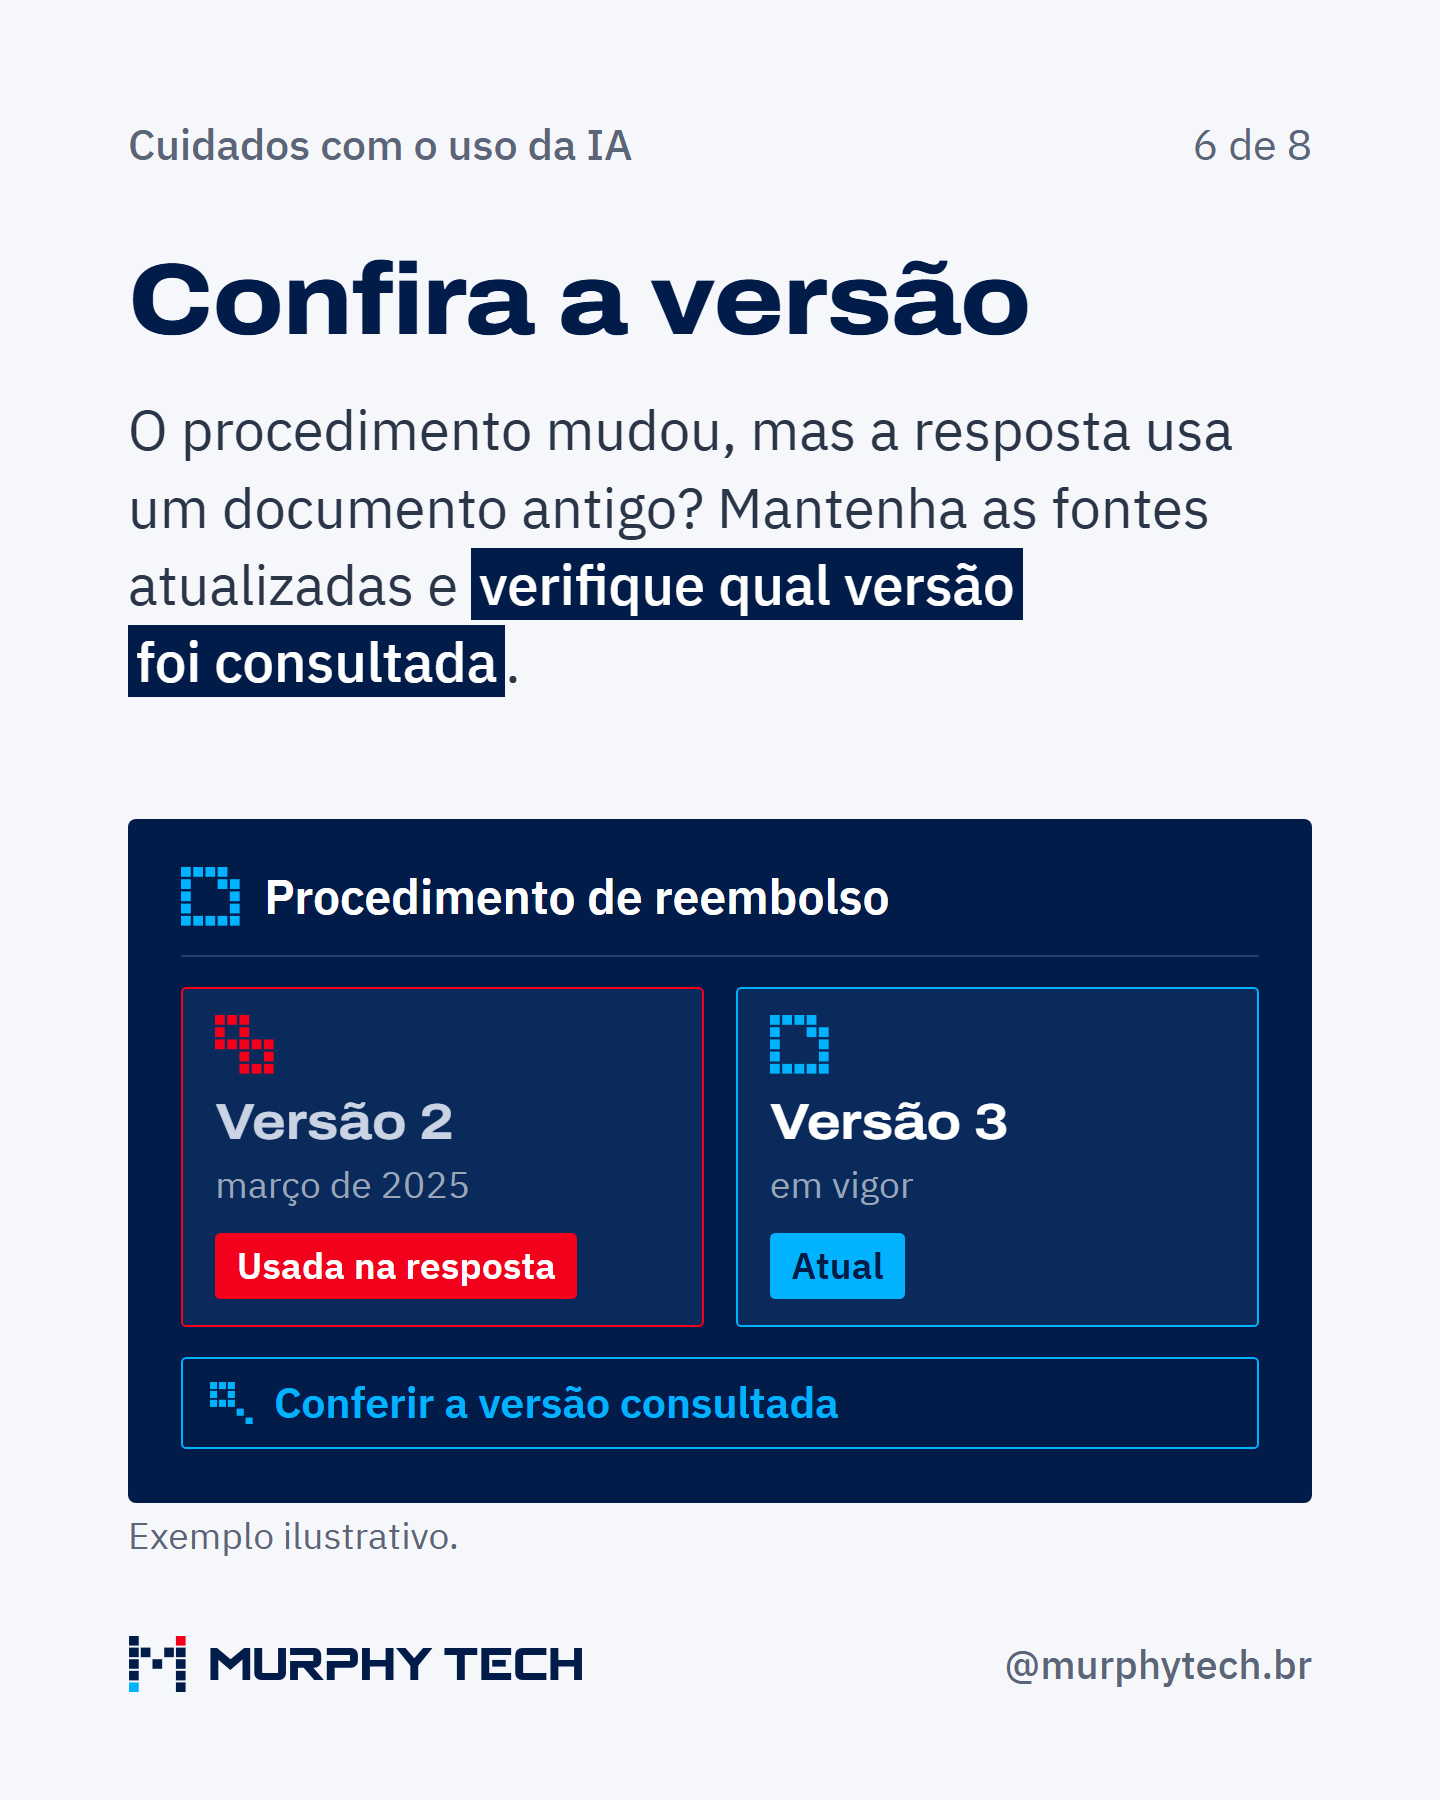 Cuidados com o uso da IA
6 de 8
Confira a versão
O procedimento mudou, mas a resposta usa
um documento antigo? Mantenha as fontes
atualizadas e verifique qual versão
foi consultada.
Procedimento de reembolso
Versão 2
março de 2025
Usada na resposta
Versão 3
em vigor
Atual
Conferir a versão consultada
Exemplo ilustrativo.
MURPHY TECH
@murphytech.br